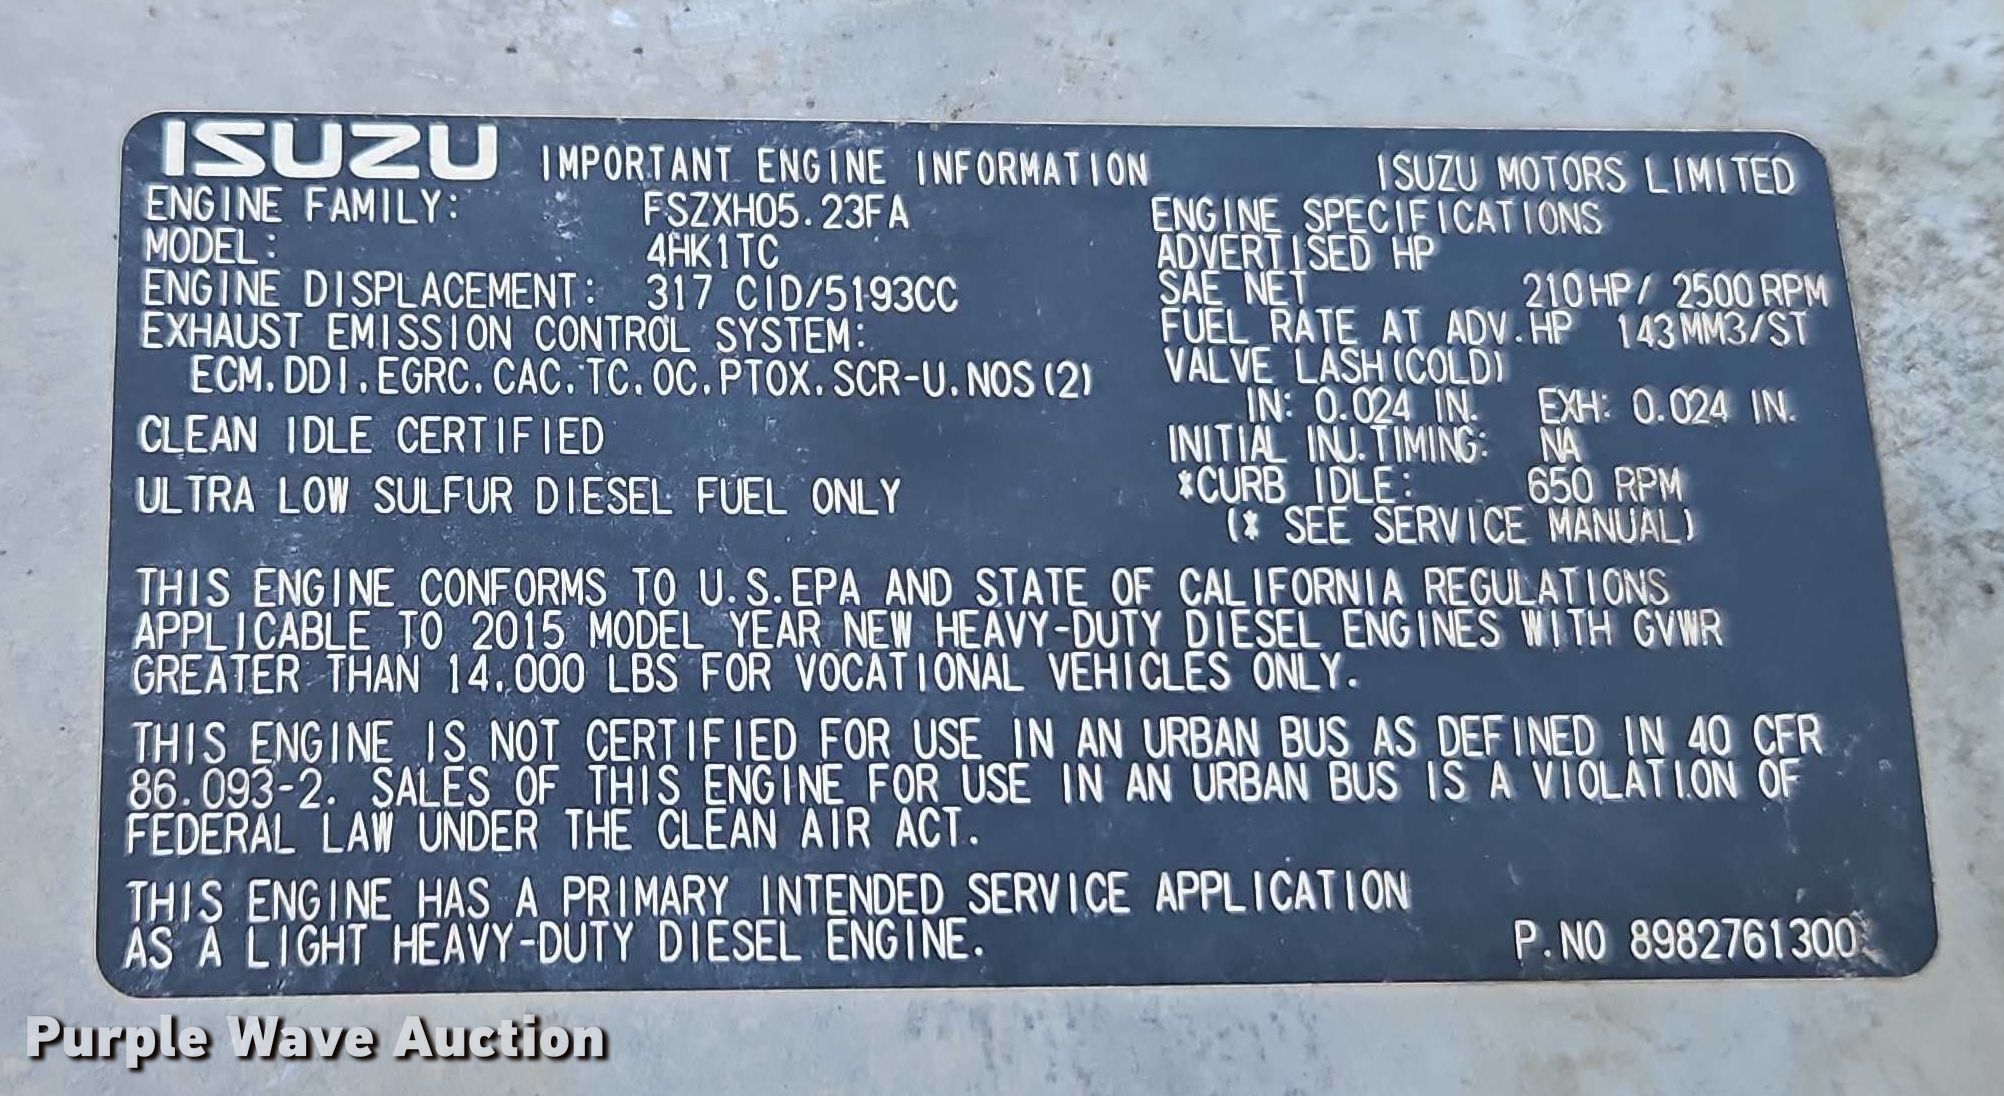 ISUZU IMPORTANT ENGINE INFORMATION ISUZU MOTORS LIMITED
ENGINE FAMILY: FSZXH05.23FA
MODEL: 4HK1TC
ENGINE DISPLACEMENT: 317 CID/5193CC
EXHAUST EMISSION CONTROL SYSTEM:
ECM.DDI.EGRC.CAC.TC.OC.PTOX.SCR-U.NOS(2)
CLEAN IDLE CERTIFIED
ULTRA LOW SULFUR DIESEL FUEL ONLY
ENGINE SPECIFICATIONS
ADVERTISED HP
SAE NET 210HP/ 2500RPM
FUEL RATE AT ADV.HP 143MM3/ST
VALVE LASH(COLD)
IN: 0.024 IN. EXH: 0.024 IN.
INITIAL INJ.TIMING: NA
*CURB IDLE: 650 RPM
(* SEE SERVICE MANUAL)
THIS ENGINE CONFORMS TO U.S.EPA AND STATE OF CALIFORNIA REGULATIONS
APPLICABLE TO 2015 MODEL YEAR NEW HEAVY-DUTY DIESEL ENGINES WITH GVWR
GREATER THAN 14.000 LBS FOR VOCATIONAL VEHICLES ONLY.
THIS ENGINE IS NOT CERTIFIED FOR USE IN AN URBAN BUS AS DEFINED IN 40 CFR
86.093-2. SALES OF THIS ENGINE FOR USE IN AN URBAN BUS IS A VIOLATION OF
FEDERAL LAW UNDER THE CLEAN AIR ACT.
THIS ENGINE HAS A PRIMARY INTENDED SERVICE APPLICATION
AS A LIGHT HEAVY-DUTY DIESEL ENGINE.
P.NO 8982761300
Purple Wave Auction